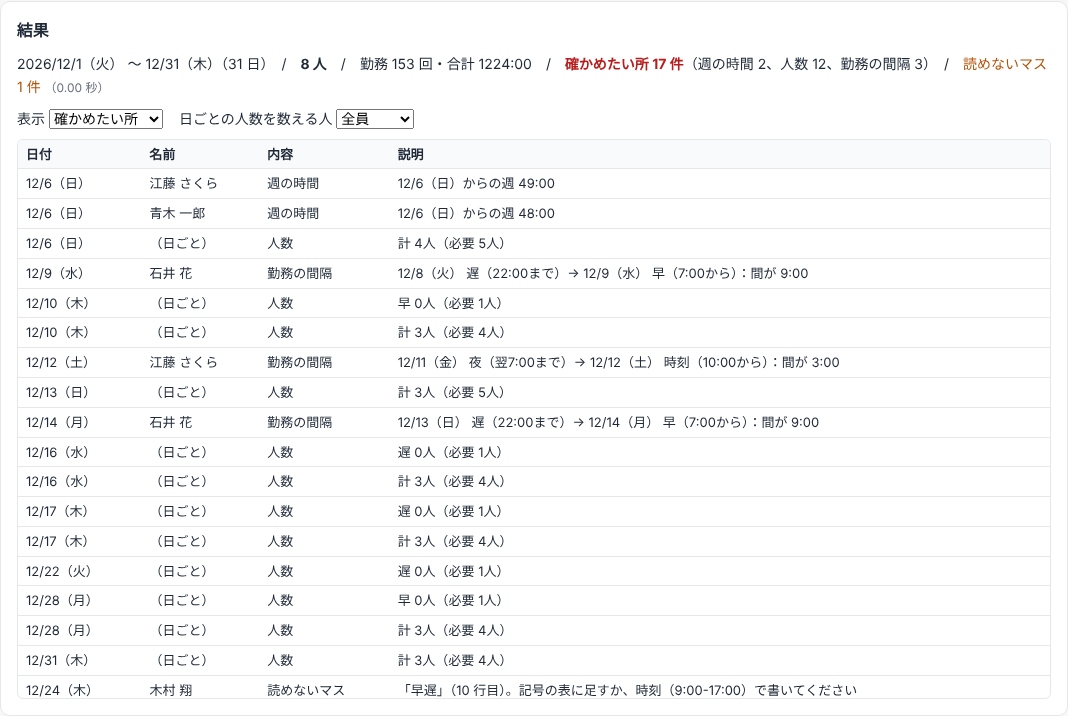 結果
2026/12/1（火） ～ 12/31（木）（31 日） / 8 人 / 勤務 153 回・合計 1224:00 / 確かめたい所 17 件（週の時間 2、人数 12、勤務の間隔 3） / 読めないマス
1 件 （0.00 秒）
表示 確かめたい所 日ごとの人数を数える人 全員
日付 名前 内容 説明
12/6（日） 江藤 さくら 週の時間 12/6（日）からの週 49:00
12/6（日） 青木 一郎 週の時間 12/6（日）からの週 48:00
12/6（日） （日ごと） 人数 計 4人（必要 5人）
12/9（水） 石井 花 勤務の間隔 12/8（火） 遅（22:00まで）→ 12/9（水） 早（7:00から）：間が 9:00
12/10（木） （日ごと） 人数 早 0人（必要 1人）
12/10（木） （日ごと） 人数 計 3人（必要 4人）
12/12（土） 江藤 さくら 勤務の間隔 12/11（金） 夜（翌7:00まで）→ 12/12（土） 時刻（10:00から）：間が 3:00
12/13（日） （日ごと） 人数 計 3人（必要 5人）
12/14（月） 石井 花 勤務の間隔 12/13（日） 遅（22:00まで）→ 12/14（月） 早（7:00から）：間が 9:00
12/16（水） （日ごと） 人数 遅 0人（必要 1人）
12/16（水） （日ごと） 人数 計 3人（必要 4人）
12/17（木） （日ごと） 人数 遅 0人（必要 1人）
12/17（木） （日ごと） 人数 計 3人（必要 4人）
12/22（火） （日ごと） 人数 遅 0人（必要 1人）
12/28（月） （日ごと） 人数 早 0人（必要 1人）
12/28（月） （日ごと） 人数 計 3人（必要 4人）
12/31（木） （日ごと） 人数 計 3人（必要 4人）
12/24（木） 木村 翔 読めないマス 「早遅」（10 行目）。記号の表に足すか、時刻（9:00-17:00）で書いてください